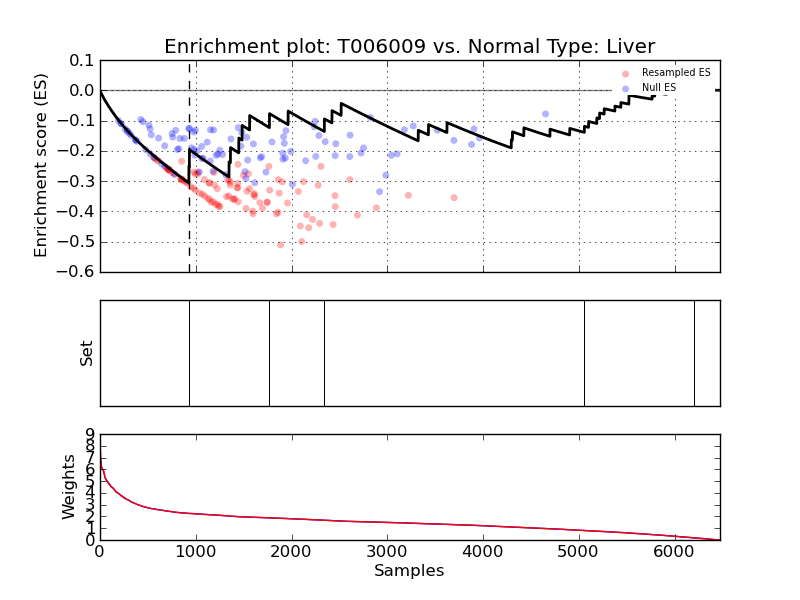 Enrichment plot: T006009 vs. Normal Type: Liver
Enrichment score (ES)
0.1
0.0
−0.1
−0.2
−0.3
−0.4
−0.5
−0.6
Resampled ES
Null ES
Set
Weights
9
8
7
6
5
4
3
2
1
0
0 1000 2000 3000 4000 5000 6000
Samples